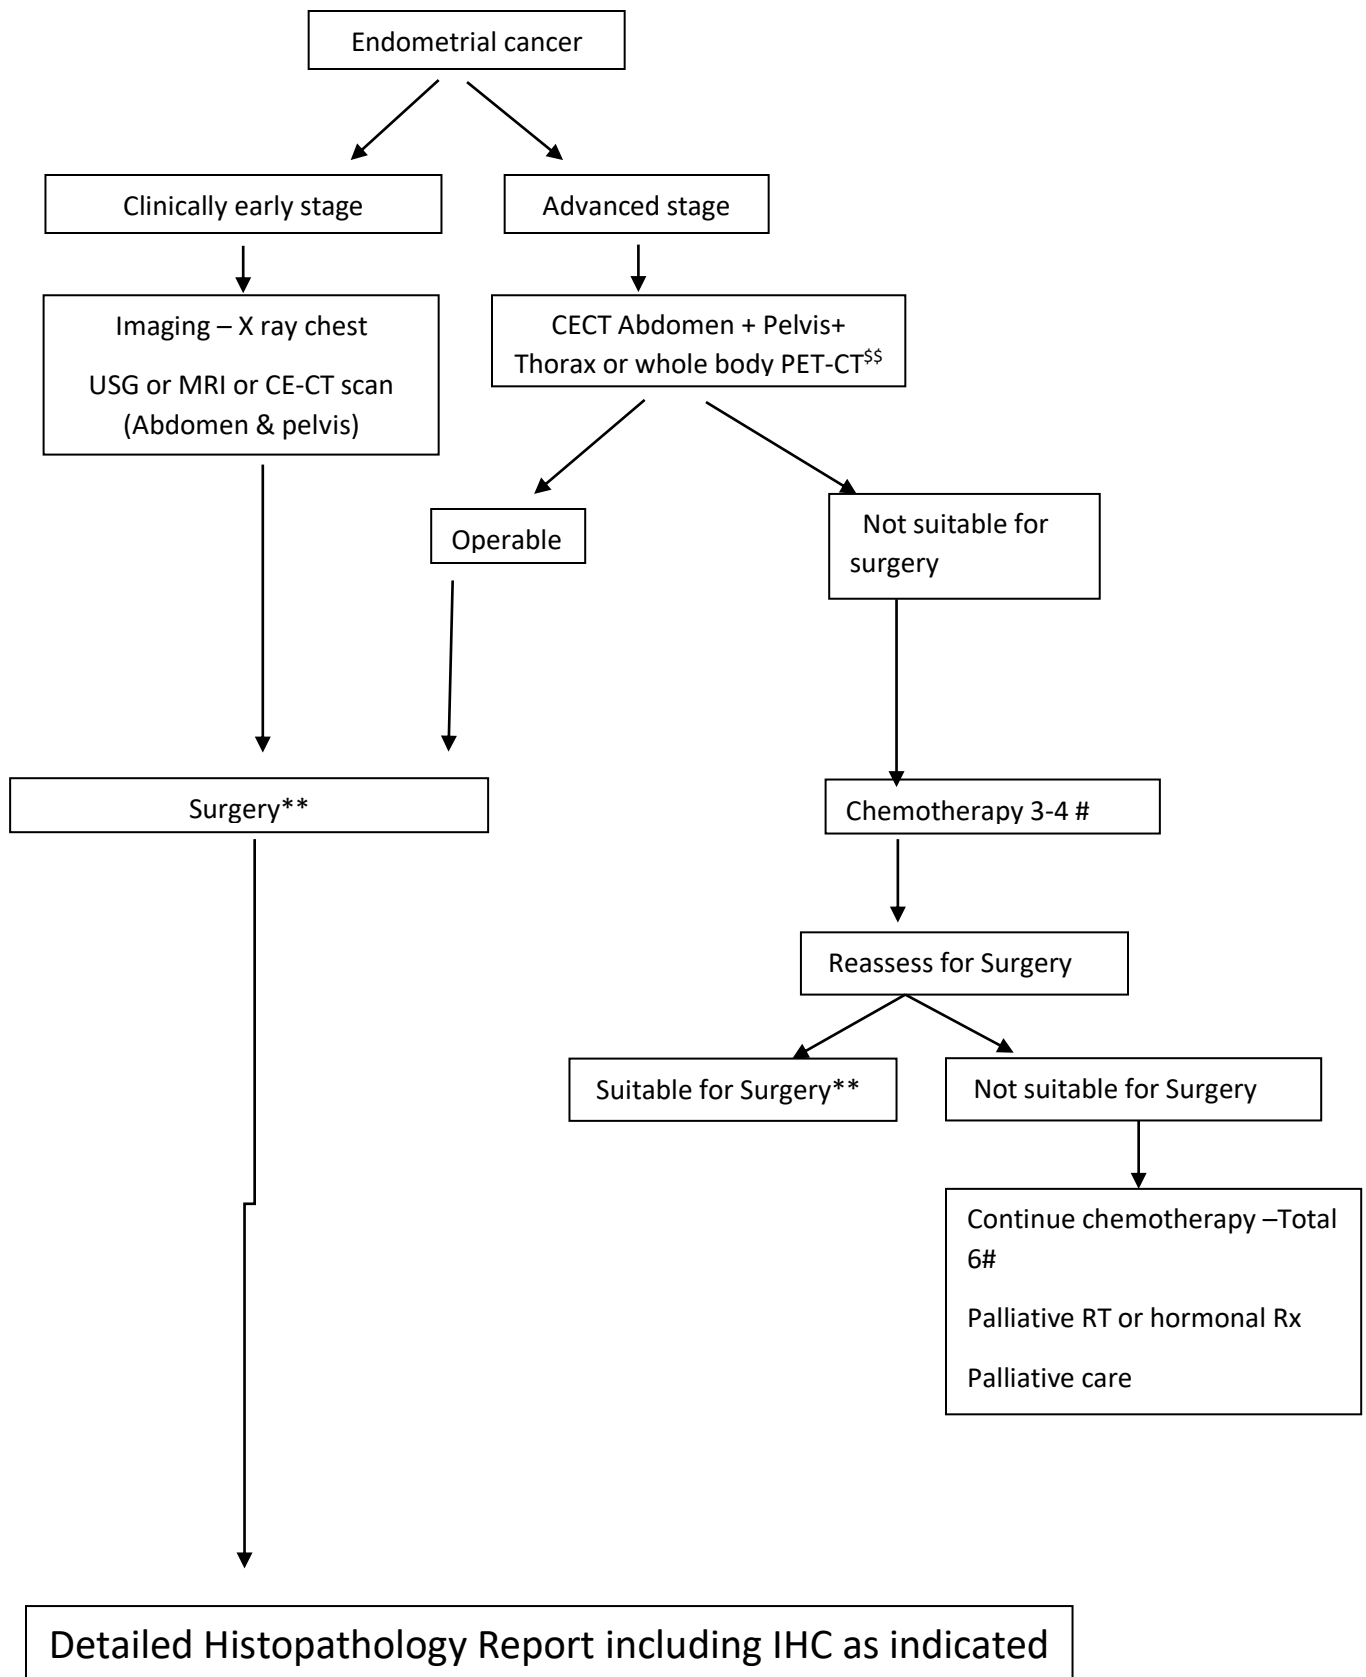 Endometrial cancer
Clinically early stage
Advanced stage
Imaging – X ray chest
USG or MRI or CE-CT scan
(Abdomen & pelvis)
CECT Abdomen + Pelvis+
Thorax or whole body PET-CT$$
Operable
Not suitable for
surgery
Surgery**
Chemotherapy 3-4 #
Reassess for Surgery
Suitable for Surgery**
Not suitable for Surgery
Continue chemotherapy –Total
6#
Palliative RT or hormonal Rx
Palliative care
Detailed Histopathology Report including IHC as indicated